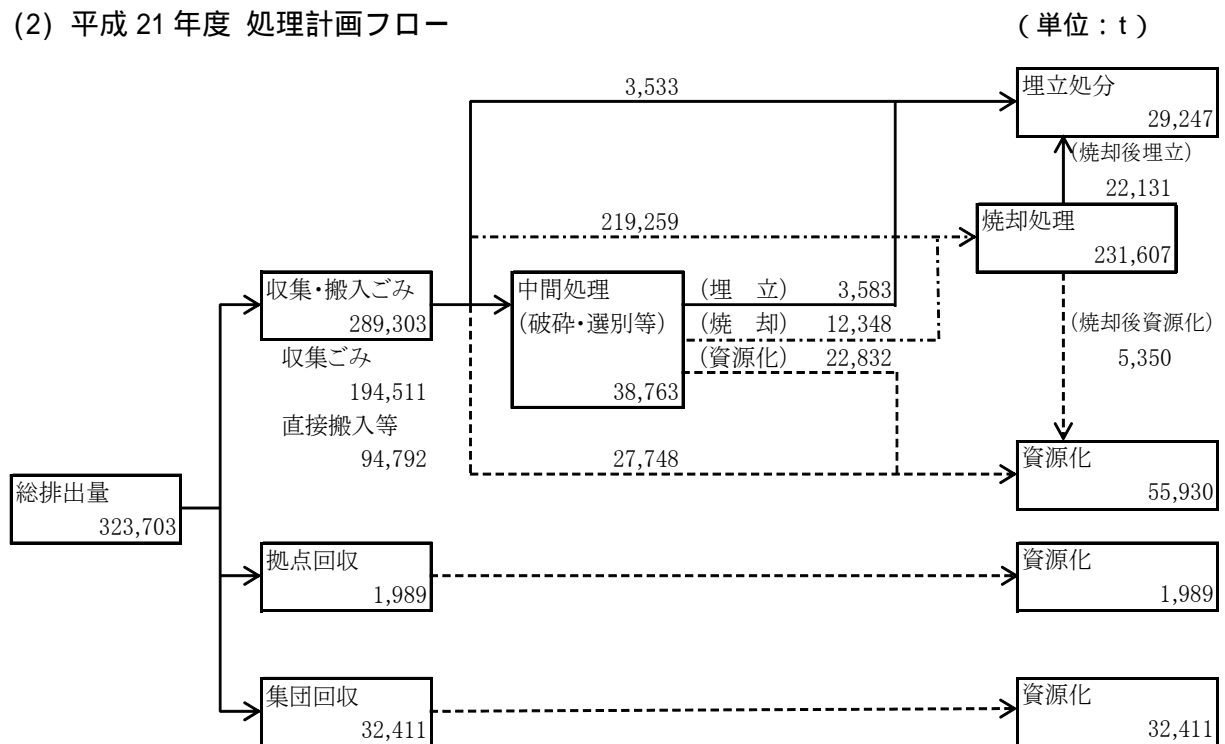 (2) 平成 21 年度 処理計画フロー
（単位：t）
3,533
埋立処分
29,247
(焼却後埋立)
22,131
219,259
焼却処理
231,607
収集・搬入ごみ
289,303
中間処理
(破砕・選別等)
38,763
(埋 立) 3,583
(焼 却) 12,348
(資源化) 22,832
(焼却後資源化)
5,350
収集ごみ
194,511
直接搬入等
94,792
27,748
資源化
55,930
総排出量
323,703
拠点回収
1,989
資源化
1,989
集団回収
32,411
資源化
32,411